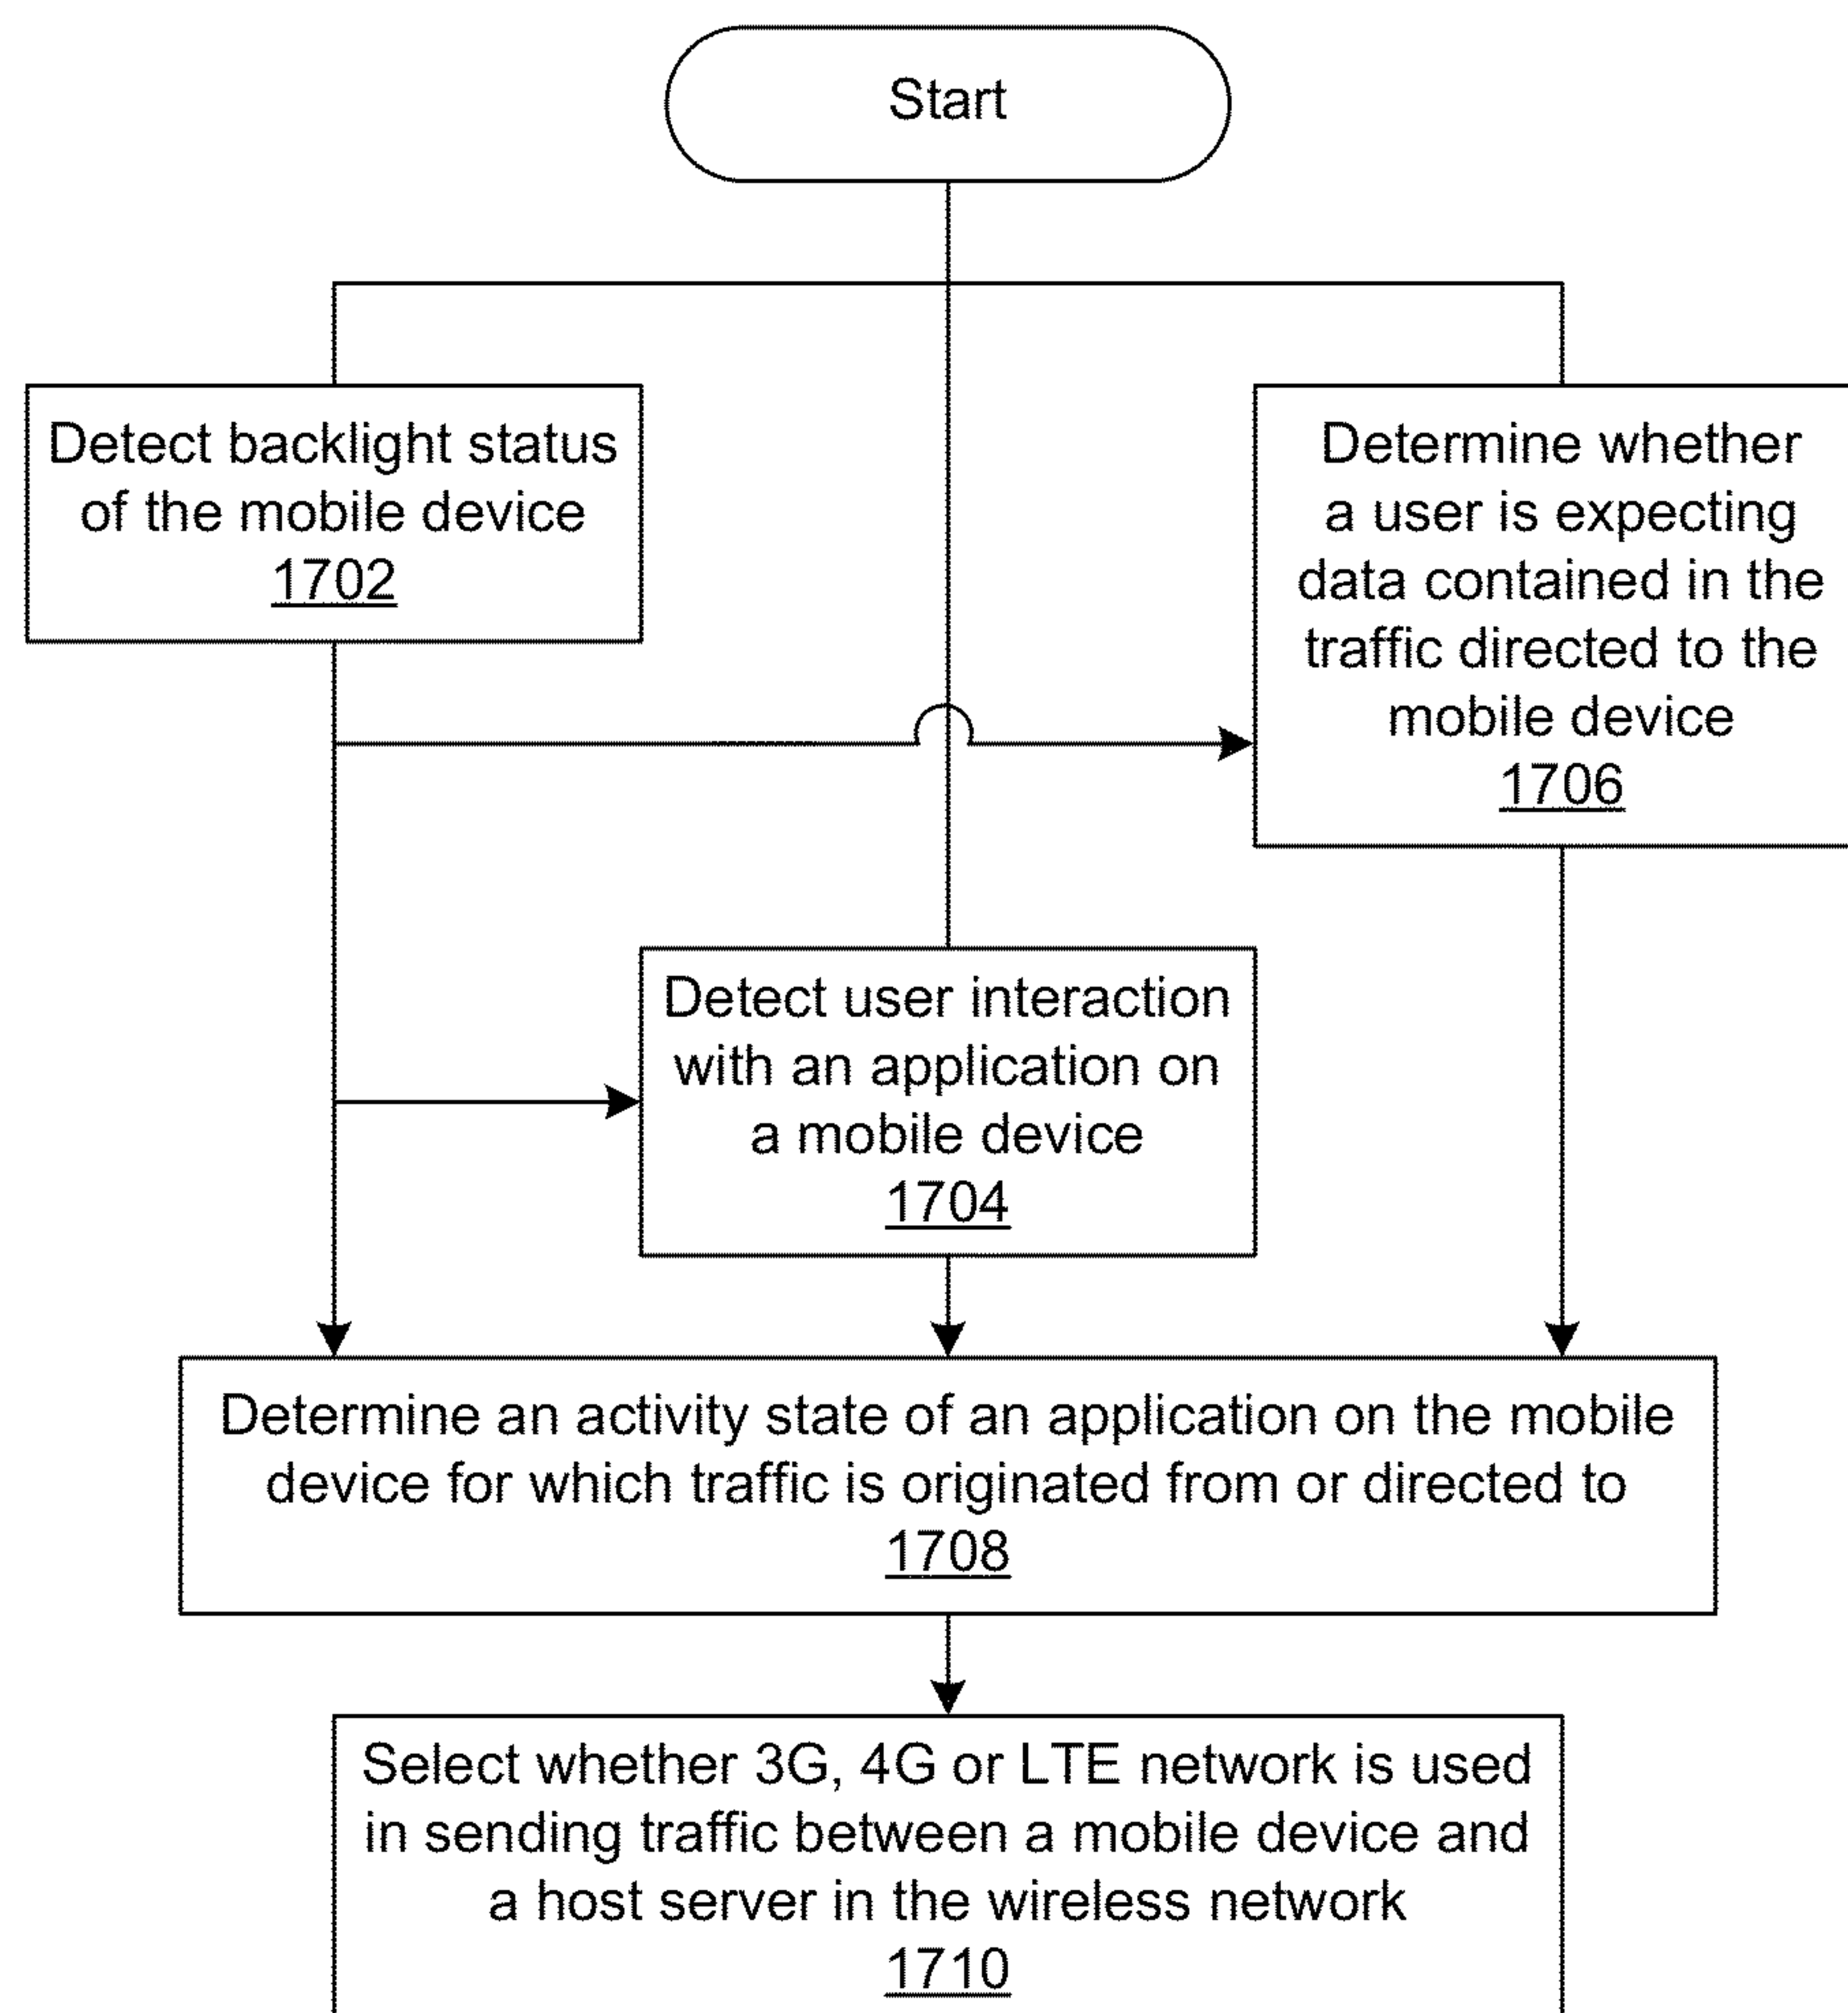 Start
Detect backlight status
of the mobile device
1702
Determine whether
a user is expecting
data contained in the
traffic directed to the
mobile device
1706
Detect user interaction
with an application on
a mobile device
1704
Determine an activity state of an application on the mobile
device for which traffic is originated from or directed to
1708
Select whether 3G, 4G or LTE network is used
in sending traffic between a mobile device and
a host server in the wireless network
1710